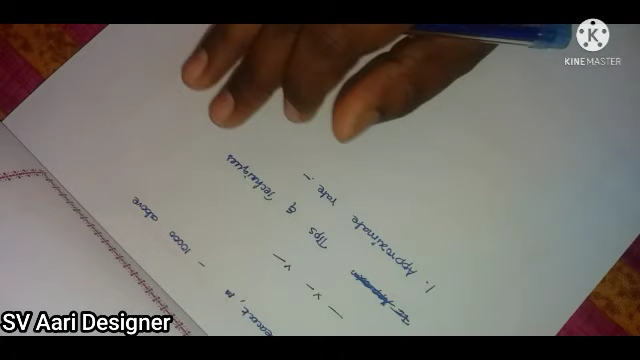 KINEMASTER
1. Approximate rate :-
Tips & Techniques
- V -
- 10000 above
SV Aari Designer